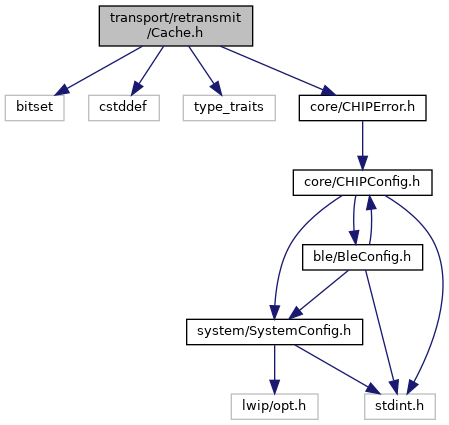 transport/retransmit
/Cache.h
bitset
cstddef
type_traits
core/CHIPError.h
core/CHIPConfig.h
ble/BleConfig.h
system/SystemConfig.h
lwip/opt.h
stdint.h